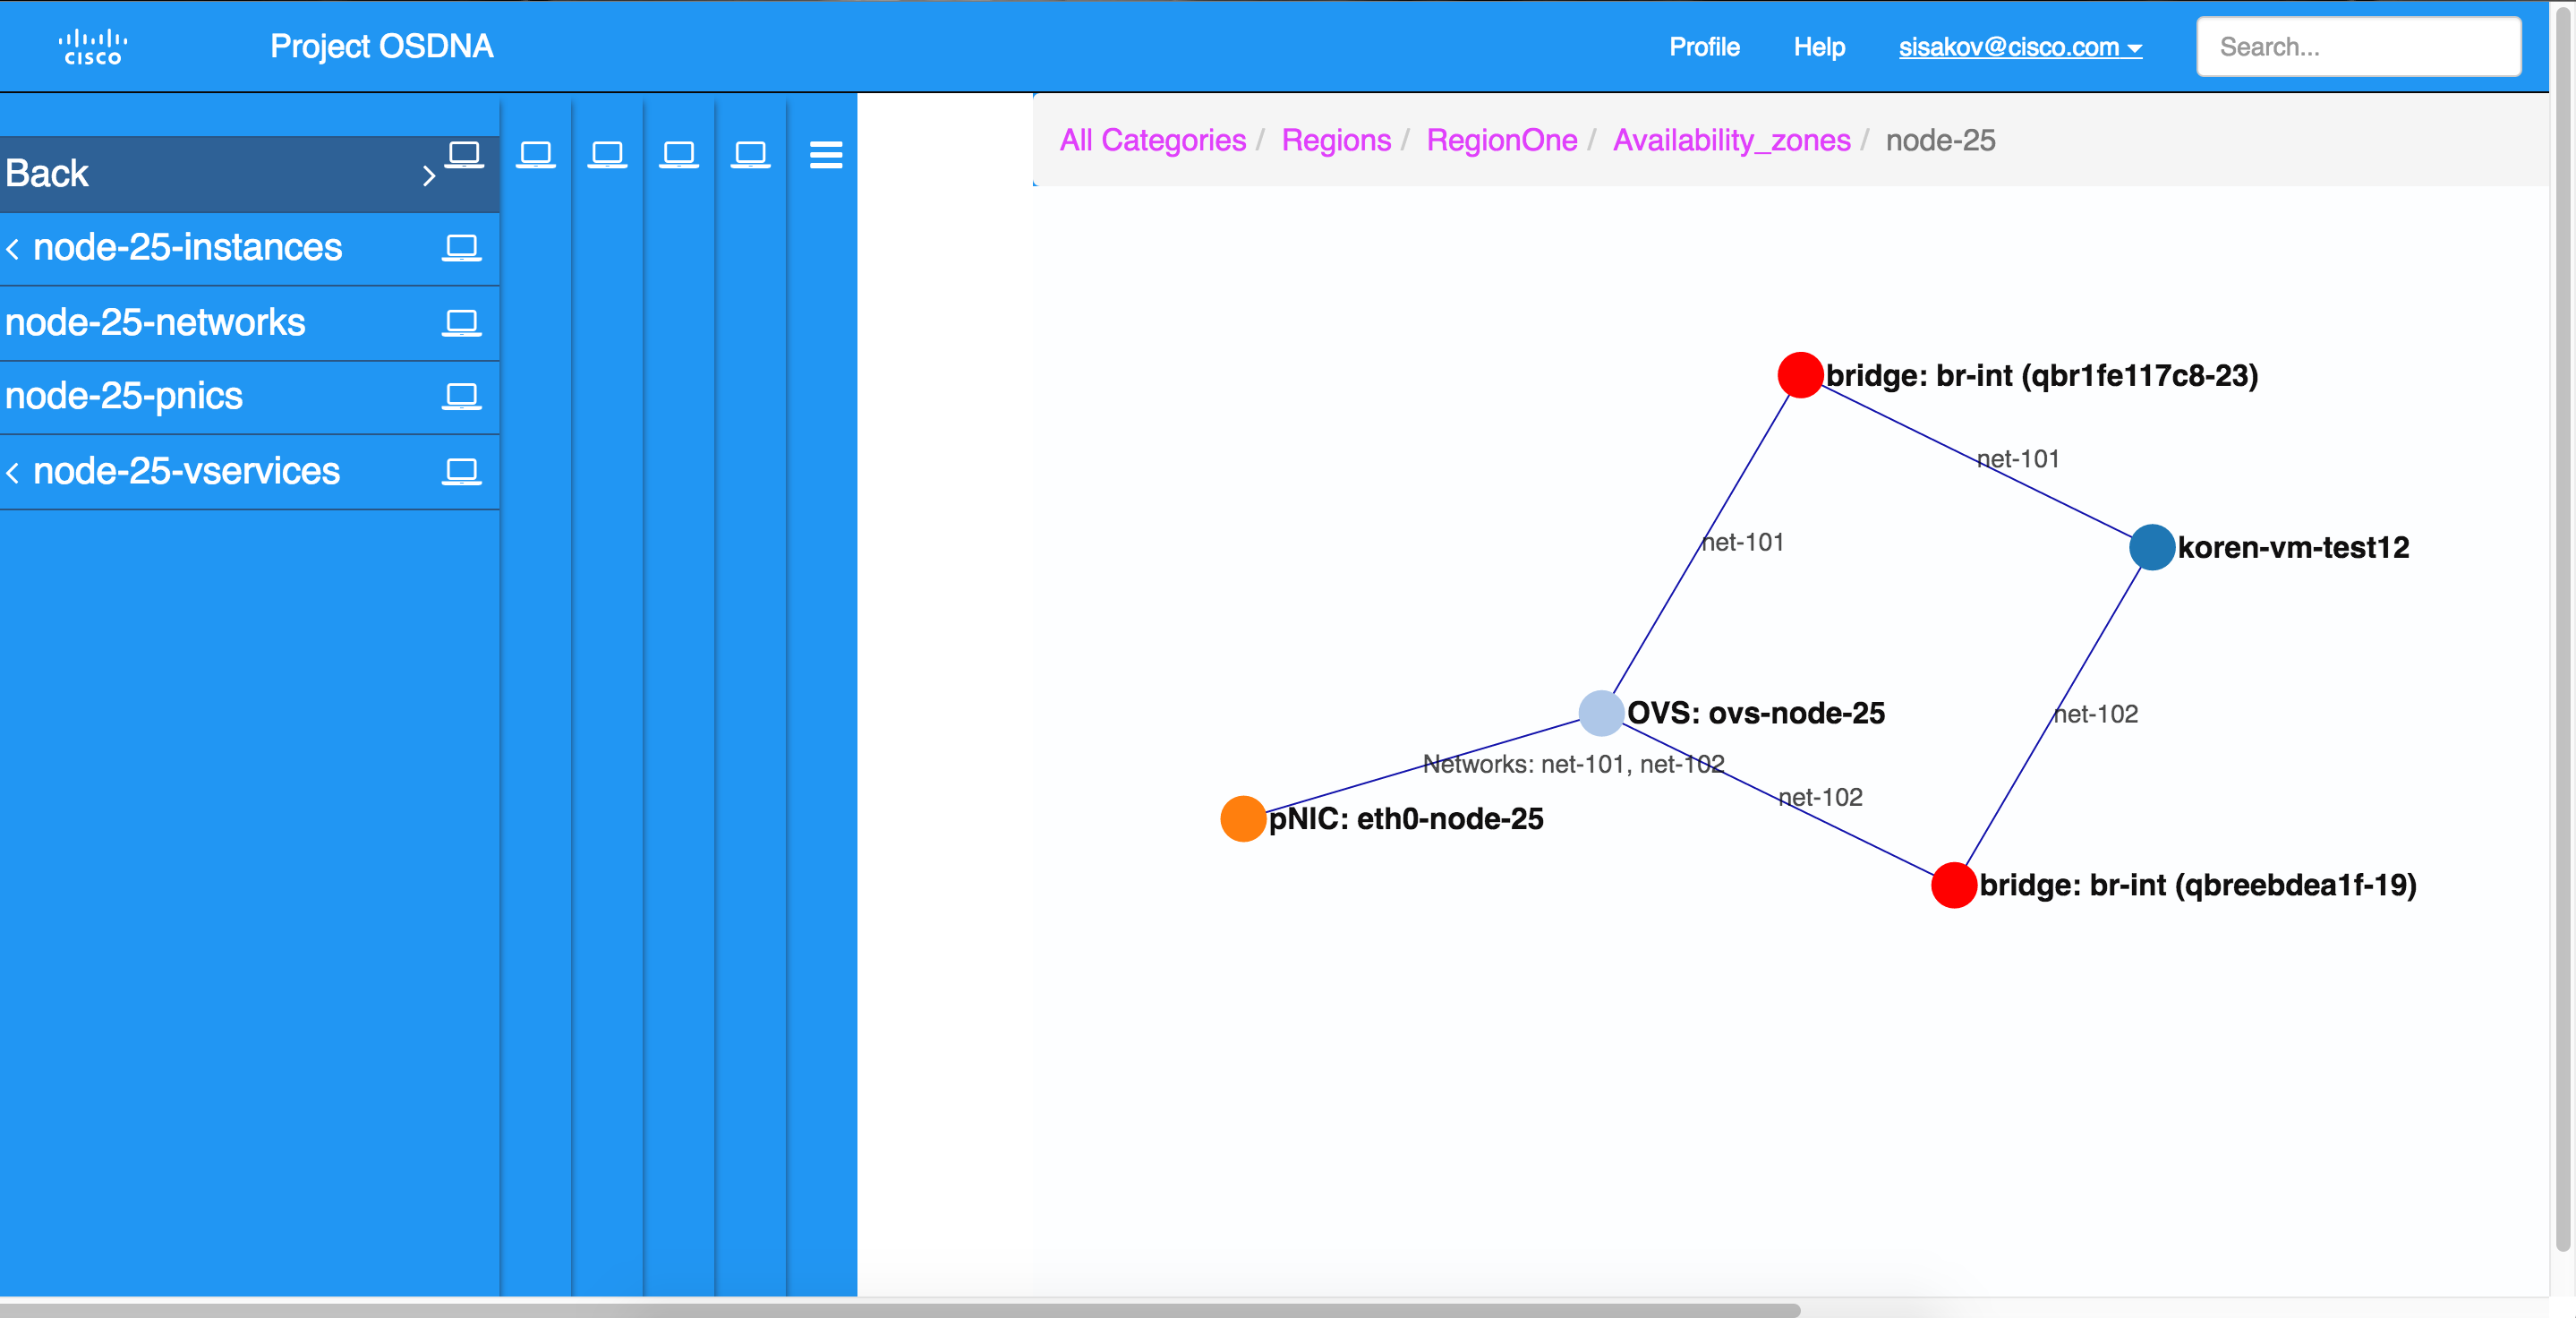 cisco
Project OSDNA
Profile
Help
sisakov@cisco.com
Search...
Back
node-25-instances
node-25-networks
node-25-pnics
node-25-vservices
All Categories / Regions / RegionOne / Availability_zones / node-25
bridge: br-int (qbr1fe117c8-23)
net-101
net-101
koren-vm-test12
OVS: ovs-node-25
net-102
Networks: net-101, net-102
net-102
pNIC: eth0-node-25
bridge: br-int (qbreebdea1f-19)